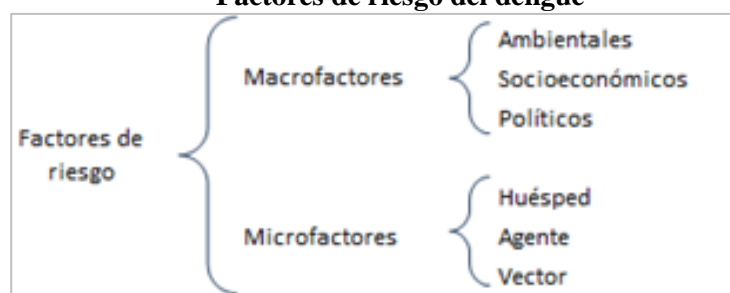 Factores de riesgo del dengue
Factores de
riesgo
Macrofactores
Ambientales
Socioeconómicos
Políticos
Microfactores
Huésped
Agente
Vector